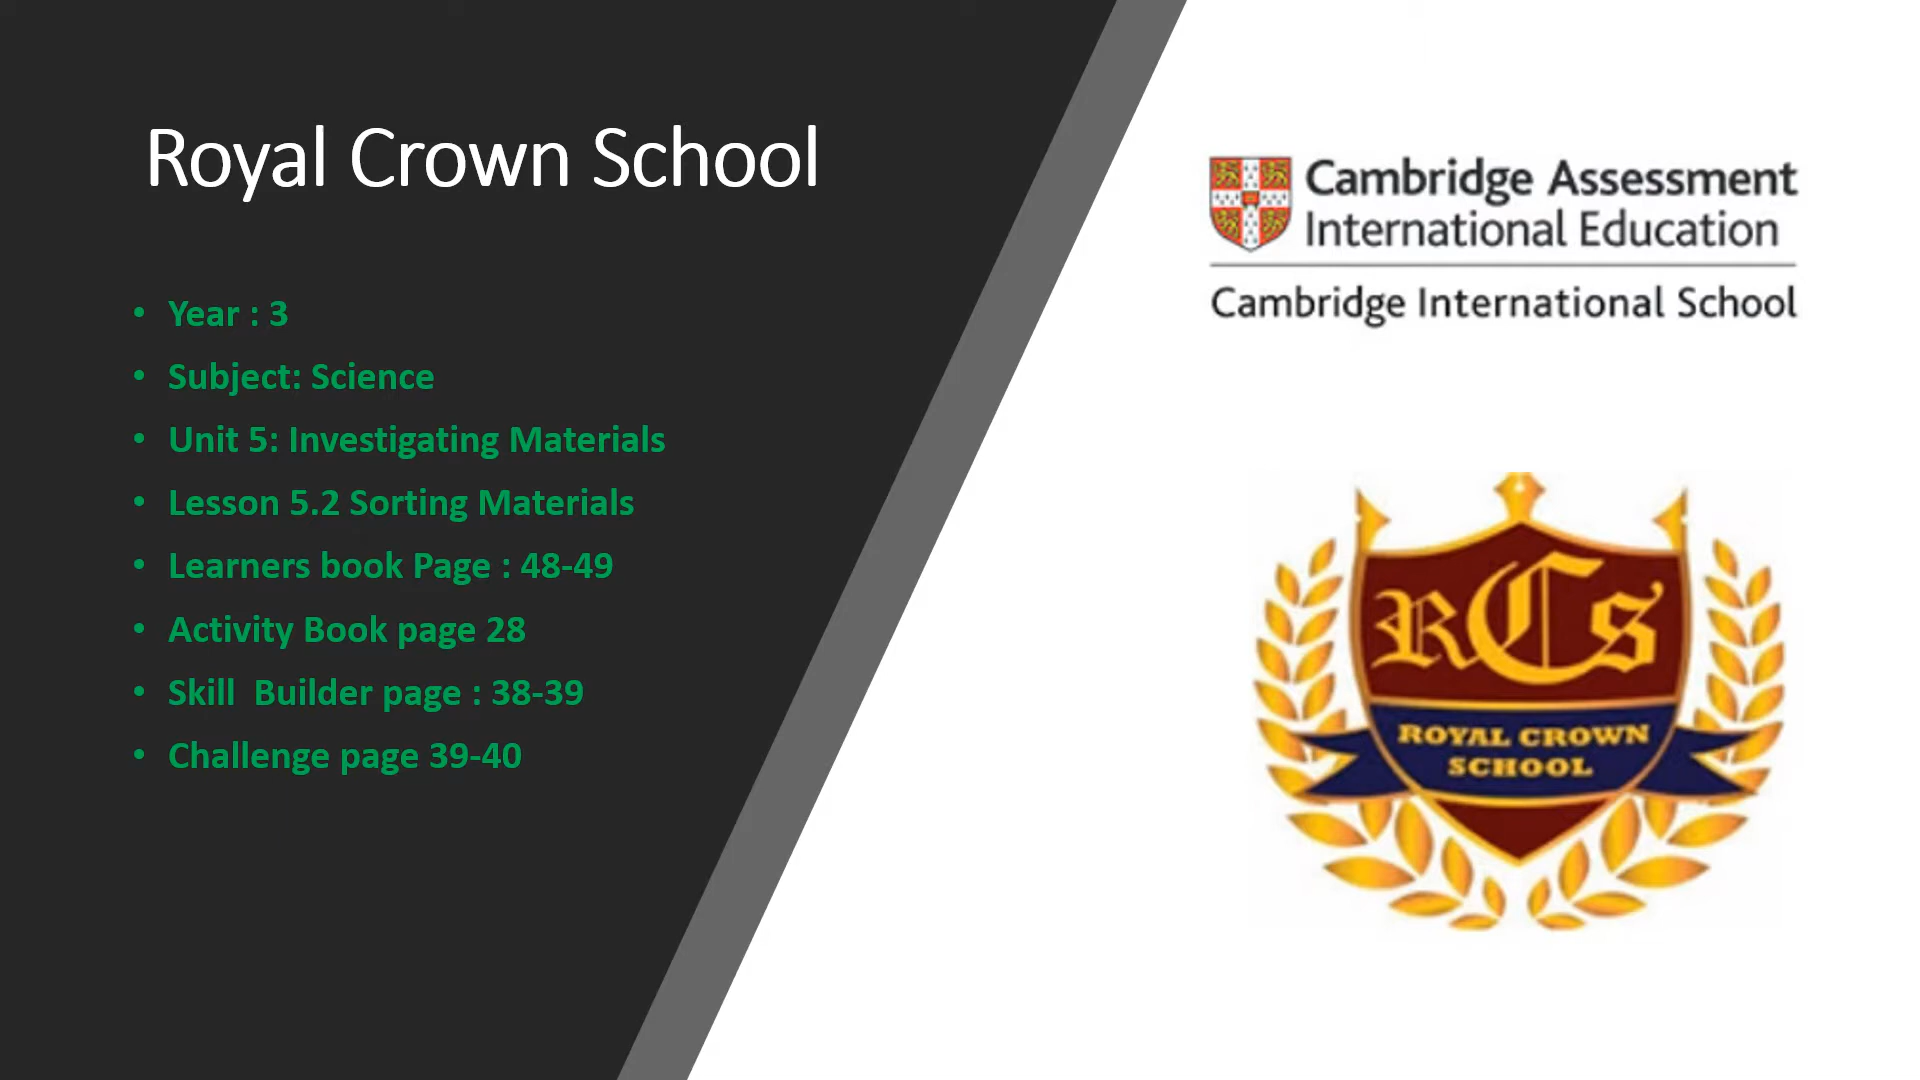 Royal Crown School
• Year : 3
• Subject: Science
• Unit 5: Investigating Materials
• Lesson 5.2 Sorting Materials
• Learners book Page : 48-49
• Activity Book page 28
• Skill  Builder page : 38-39
• Challenge page 39-40
Cambridge Assessment
International Education
Cambridge International School
RCS
ROYAL CROWN
SCHOOL